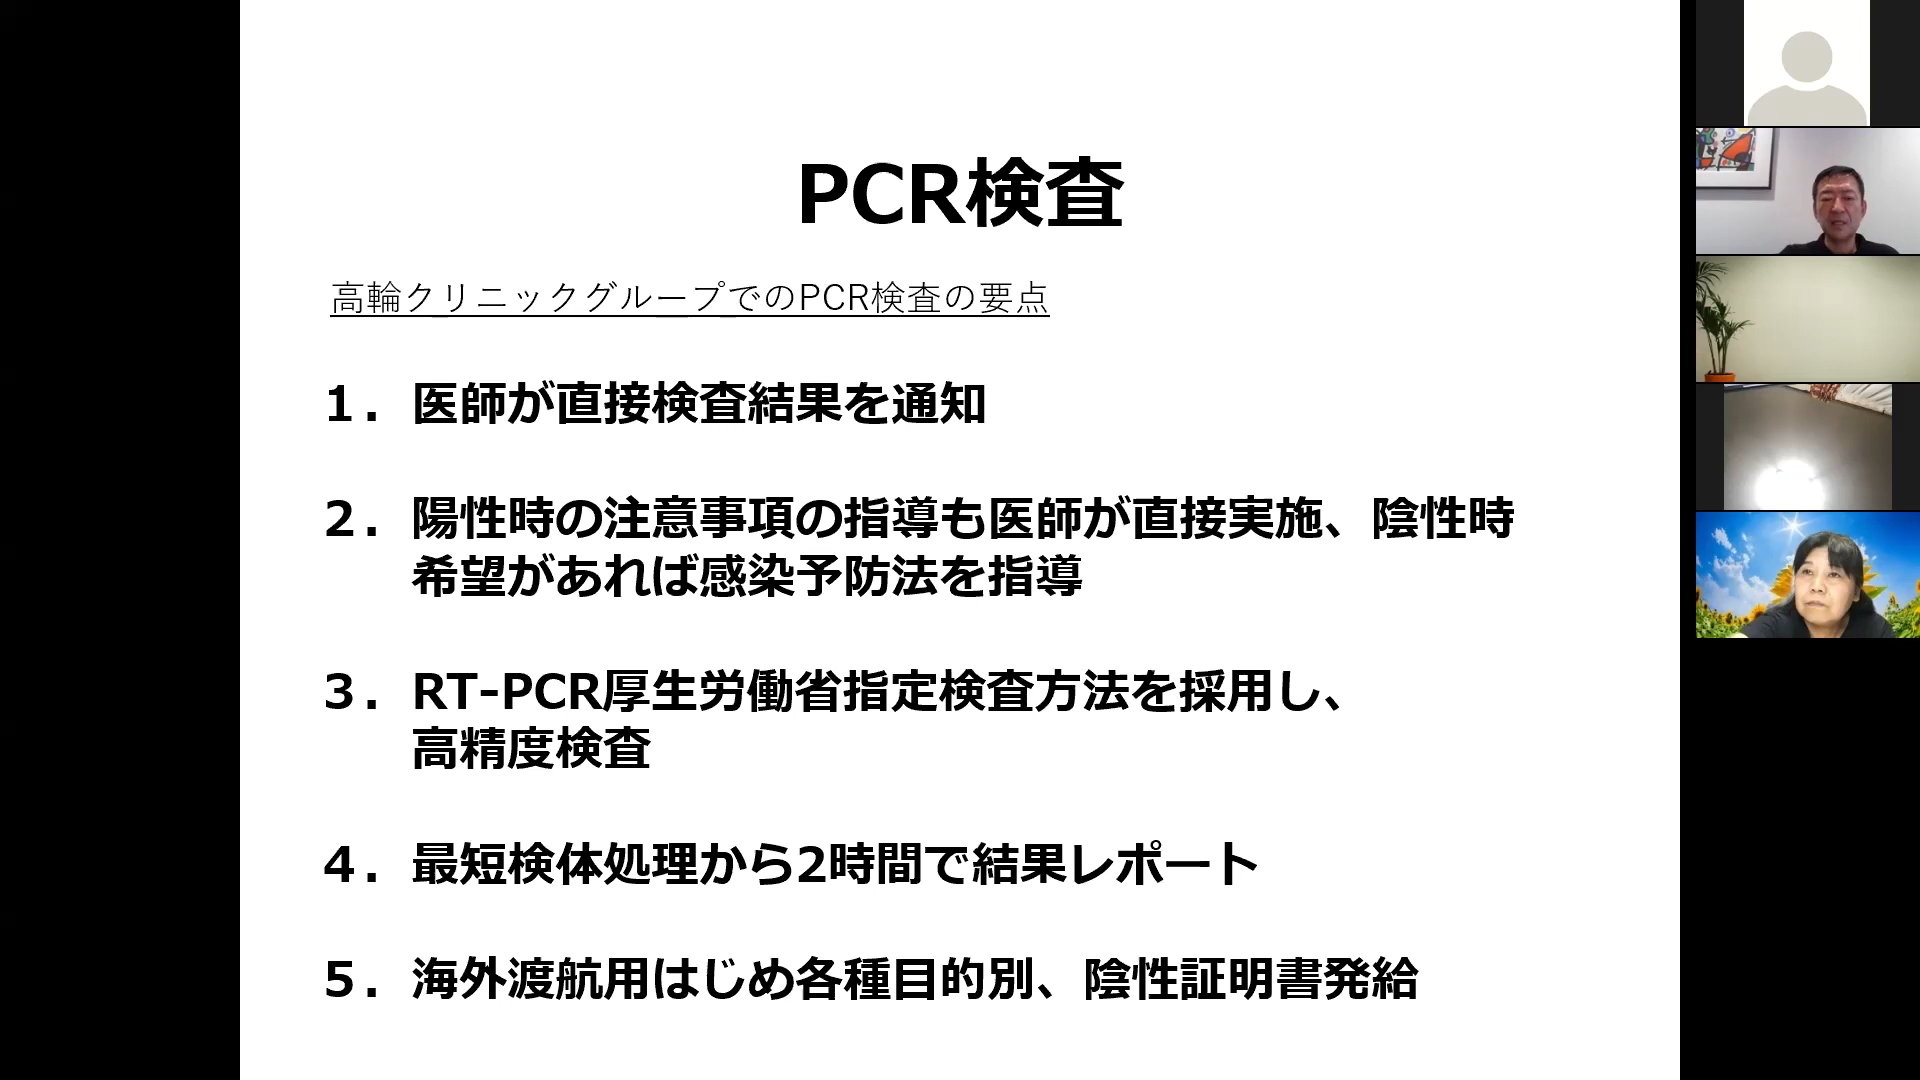 PCR検査
高輪クリニックグループでのPCR検査の要点
１．医師が直接検査結果を通知
２．陽性時の注意事項の指導も医師が直接実施、陰性時
希望があれば感染予防法を指導
３．RT-PCR厚生労働省指定検査方法を採用し、
高精度検査
４．最短検体処理から2時間で結果レポート
５．海外渡航用はじめ各種目的別、陰性証明書発給